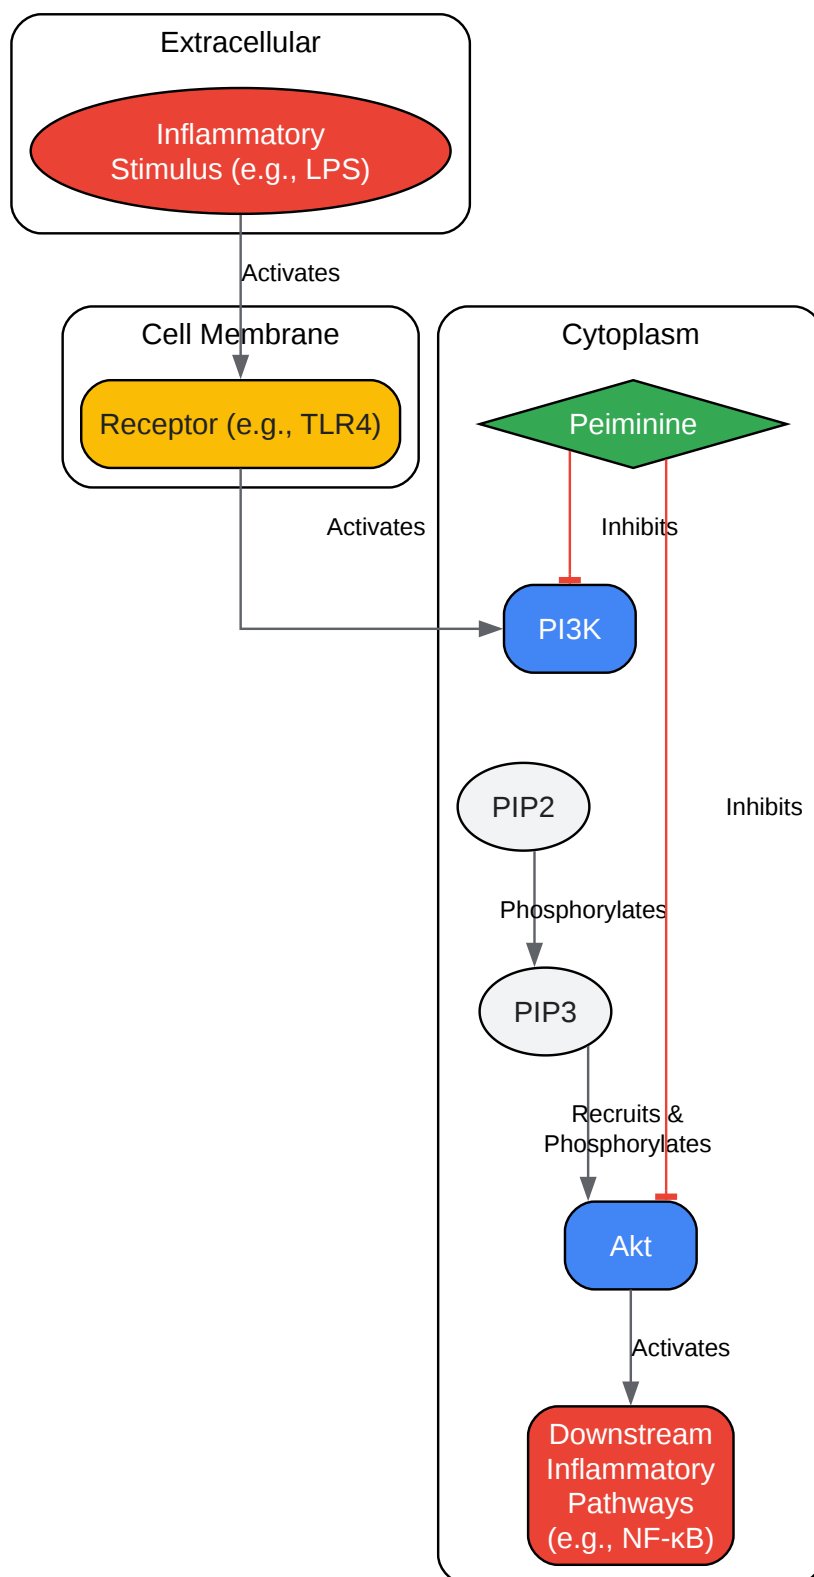 Extracellular
Inflammatory
Stimulus (e.g., LPS)
Activates
Cell Membrane
Receptor (e.g., TLR4)
Activates
Cytoplasm
Peiminine
Inhibits
PI3K
PIP2
Inhibits
Phosphorylates
PIP3
Recruits &
Phosphorylates
Akt
Activates
Downstream
Inflammatory
Pathways
(e.g., NF-κB)